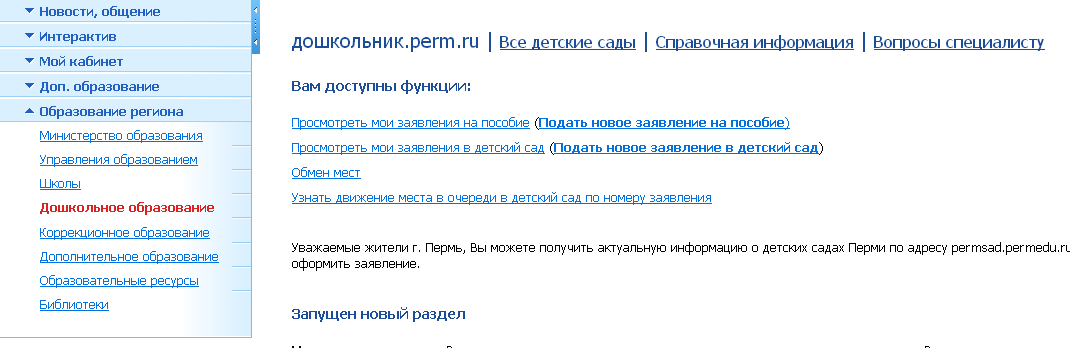 Новости, общение
Интерактив
Мой кабинет
Доп. образование
Образование региона
Министерство образования
Управления образованием
Школы
Дошкольное образование
Коррекционное образование
Дополнительное образование
Образовательные ресурсы
Библиотеки
дошкольник.perm.ru | Все детские сады | Справочная информация | Вопросы специалисту
Вам доступны функции:
Просмотреть мои заявления на пособие (Подать новое заявление на пособие)
Просмотреть мои заявления в детский сад (Подать новое заявление в детский сад)
Обмен мест
Узнать движение места в очереди в детский сад по номеру заявления
Уважаемые жители г. Пермь, Вы можете получить актуальную информацию о детских садах Перми по адресу permsad.permedu.ru
оформить заявление.
Запущен новый раздел